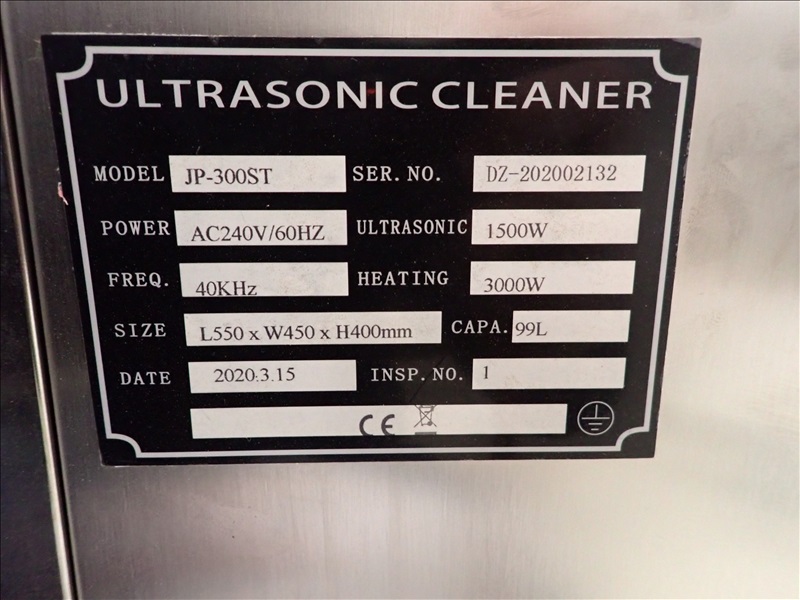 ULTRASONIC CLEANER
MODEL JP-300ST SER. NO. DZ-202002132
POWER AC240V/60HZ ULTRASONIC 1500W
FREQ. 40KHz HEATING 3000W
SIZE L550 x W450 x H400mm CAPA. 99L
DATE 2020.3.15 INSP. NO. 1
CE